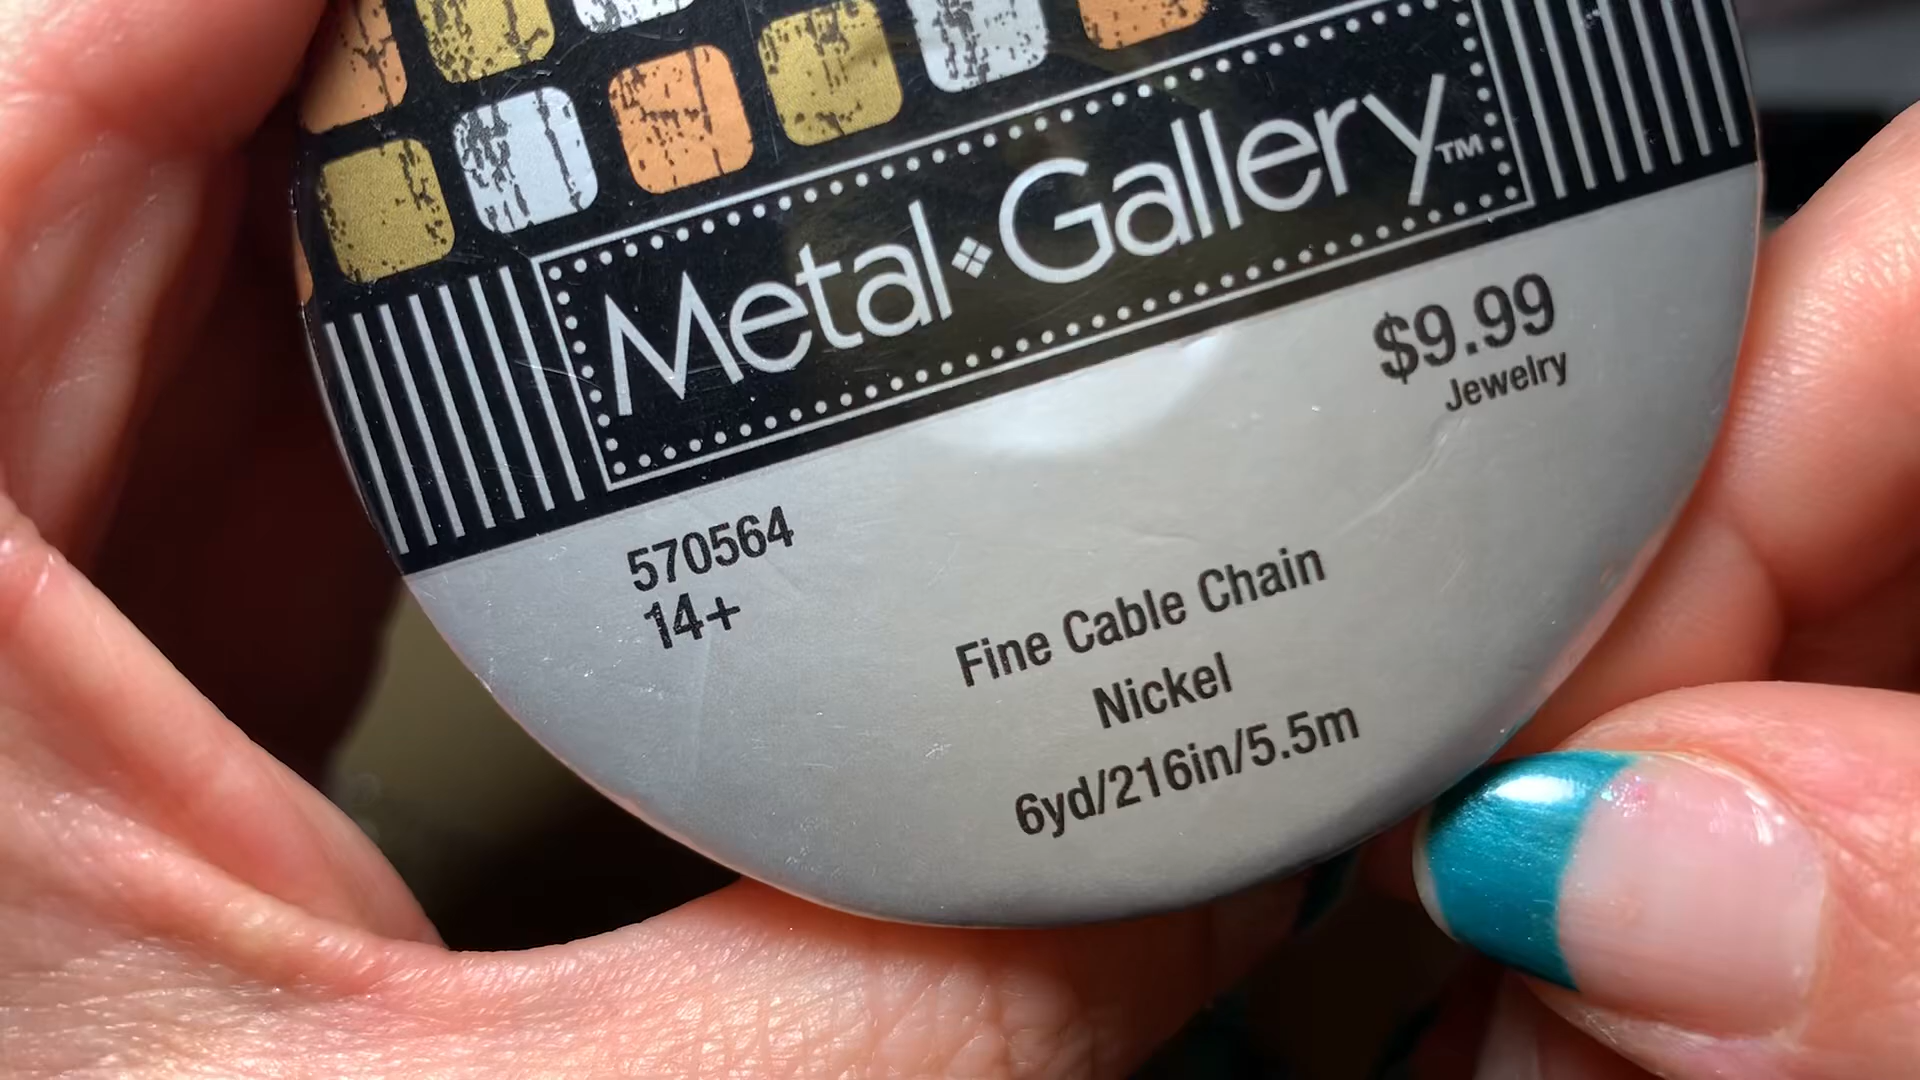 Metal Gallery™
$9.99
Jewelry
570564
14+
Fine Cable Chain
Nickel
6yd/216in/5.5m